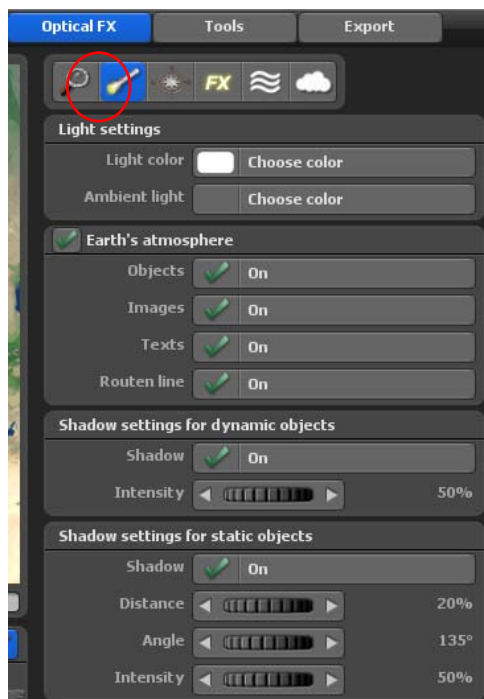 Optical FX Tools Export
FX
Light settings
Light color Choose color
Ambient light Choose color
Earth's atmosphere
Objects On
Images On
Texts On
Routen line On
Shadow settings for dynamic objects
Shadow On
Intensity 50%
Shadow settings for static objects
Shadow On
Distance 20%
Angle 135°
Intensity 50%